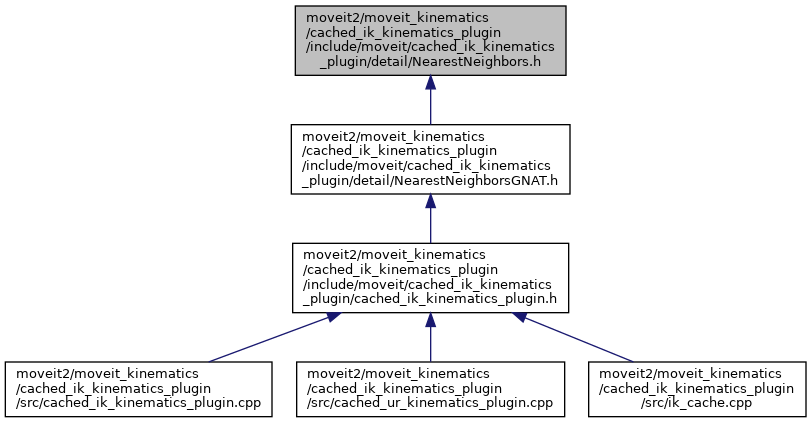 moveit2/moveit_kinematics
/cached_ik_kinematics_plugin
/include/moveit/cached_ik_kinematics
_plugin/detail/NearestNeighbors.h
moveit2/moveit_kinematics
/cached_ik_kinematics_plugin
/include/moveit/cached_ik_kinematics
_plugin/detail/NearestNeighborsGNAT.h
moveit2/moveit_kinematics
/cached_ik_kinematics_plugin
/include/moveit/cached_ik_kinematics
_plugin/cached_ik_kinematics_plugin.h
moveit2/moveit_kinematics
/cached_ik_kinematics_plugin
/src/cached_ik_kinematics_plugin.cpp
moveit2/moveit_kinematics
/cached_ik_kinematics_plugin
/src/cached_ur_kinematics_plugin.cpp
moveit2/moveit_kinematics
/cached_ik_kinematics_plugin
/src/ik_cache.cpp